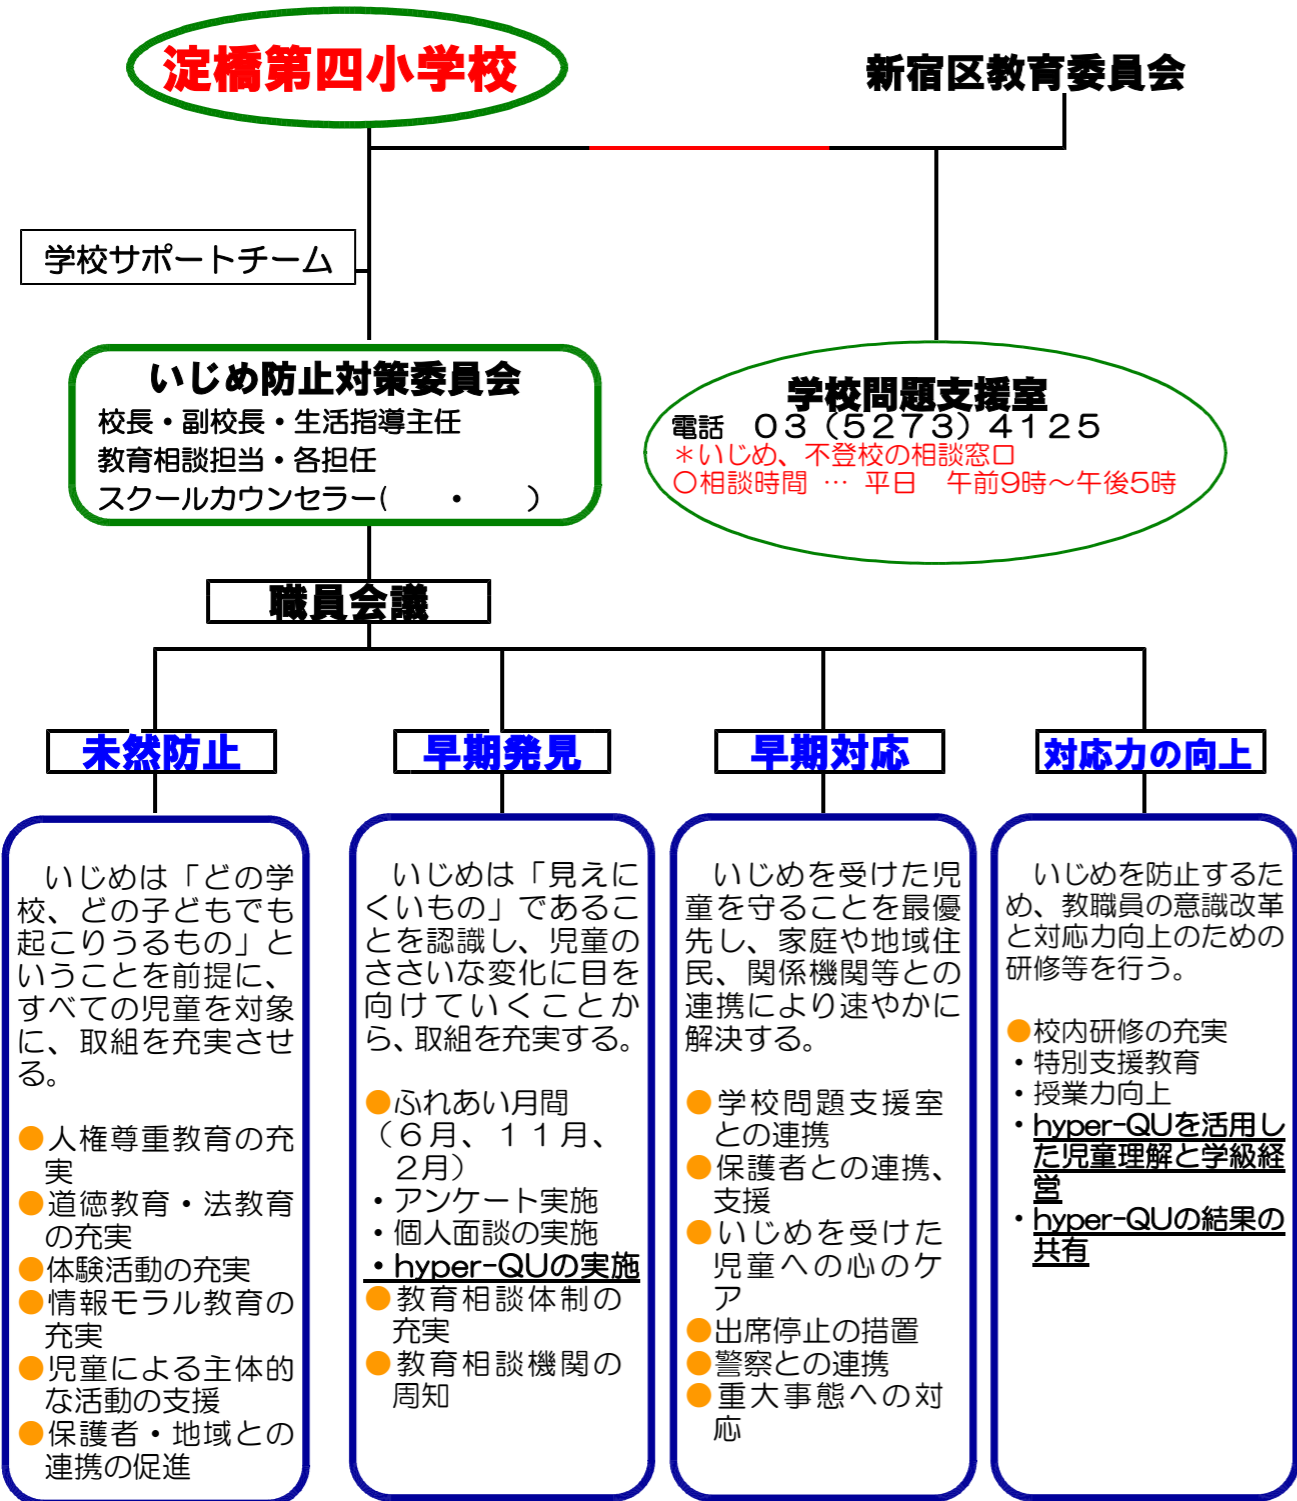 淀橋第四小学校
新宿区教育委員会
学校サポートチーム
いじめ防止対策委員会
校長・副校長・生活指導主任
教育相談担当・各担任
スクールカウンセラー(　　・　　）
学校問題支援室
電話　０３（５２７３）４１２５
＊いじめ、不登校の相談窓口
〇相談時間 … 平日　午前9時～午後5時
職員会議
未然防止
いじめは「どの学
校、どの子どもでも
起こりうるもの」と
いうことを前提に、
すべての児童を対象
に、取組を充実させ
る。
●人権尊重教育の充
実
●道徳教育・法教育
の充実
●体験活動の充実
●情報モラル教育の
充実
●児童による主体的
な活動の支援
●保護者・地域との
連携の促進
早期発見
いじめは「見えに
くいもの」であるこ
とを認識し、児童の
ささいな変化に目を
向けていくことか
ら、取組を充実する。
●ふれあい月間
（６月、１１月、
２月）
・アンケート実施
・個人面談の実施
・hyper-QUの実施
●教育相談体制の
充実
●教育相談機関の
周知
早期対応
いじめを受けた児
童を守ることを最優
先し、家庭や地域住
民、関係機関等との
連携により速やかに
解決する。
●学校問題支援室
との連携
●保護者との連携、
支援
●いじめを受けた
児童への心のケ
ア
●出席停止の措置
●警察との連携
●重大事態への対
応
対応力の向上
いじめを防止するた
め、教職員の意識改革
と対応力向上のための
研修等を行う。
●校内研修の充実
・特別支援教育
・授業力向上
・hyper-QUを活用し
た児童理解と学級経
営
・hyper-QUの結果の
共有